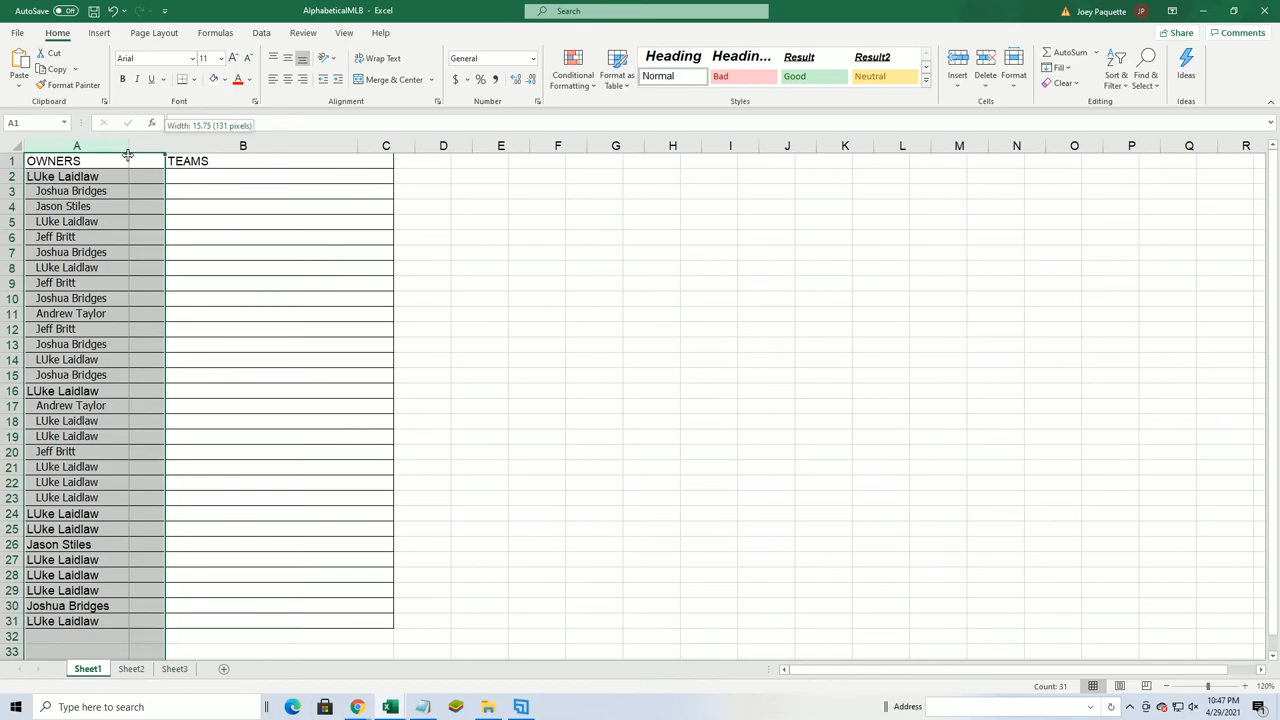 AutoSave Off AlphabeticalMLB - Excel Search Joey Paquette JP
File Home Insert Page Layout Formulas Data Review View Help Share Comments
Paste Cut Copy Format Painter Clipboard
Arial 11 A A B I U A Font
Wrap Text Merge & Center Alignment
General $ % , Number
Conditional Formatting Format as Table
Heading Headin... Result Result2
Normal Bad Good Neutral
Styles
Insert Delete Format Cells
AutoSum Fill Clear Sort & Filter Find & Select Editing
Ideas Ideas
A1 fx Width: 15.75 (131 pixels)
A B C D E F G H I J K L M N O P Q R
1 OWNERS TEAMS
2 LUke Laidlaw
3 Joshua Bridges
4 Jason Stiles
5 LUke Laidlaw
6 Jeff Britt
7 Joshua Bridges
8 LUke Laidlaw
9 Jeff Britt
10 Joshua Bridges
11 Andrew Taylor
12 Jeff Britt
13 Joshua Bridges
14 LUke Laidlaw
15 Joshua Bridges
16 LUke Laidlaw
17 Andrew Taylor
18 LUke Laidlaw
19 LUke Laidlaw
20 Jeff Britt
21 LUke Laidlaw
22 LUke Laidlaw
23 LUke Laidlaw
24 LUke Laidlaw
25 LUke Laidlaw
26 Jason Stiles
27 LUke Laidlaw
28 LUke Laidlaw
29 LUke Laidlaw
30 Joshua Bridges
31 LUke Laidlaw
32
33
Sheet1 Sheet2 Sheet3
Count: 31 120%
Type here to search Address 10:47 PM
4/29/2021